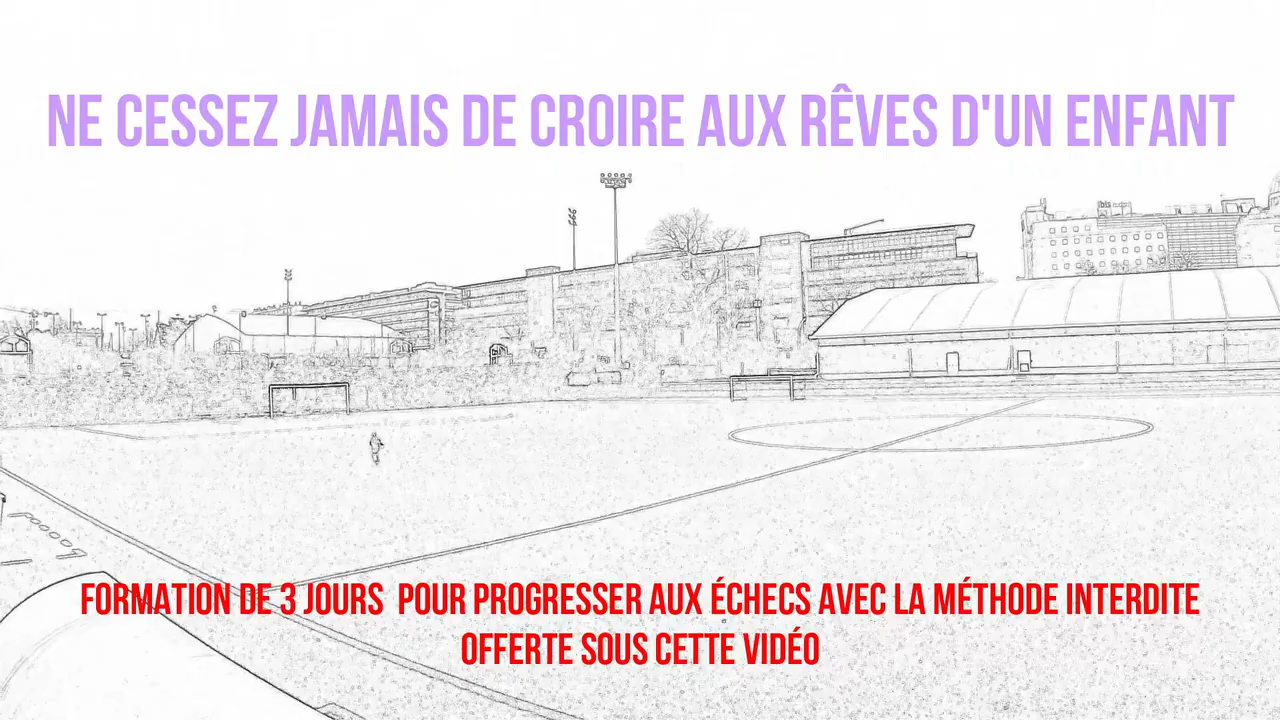 NE CESSEZ JAMAIS DE CROIRE AUX RÊVES D'UN ENFANT
ibis
FORMATION DE 3 JOURS POUR PROGRESSER AUX ÉCHECS AVEC LA MÉTHODE INTERDITE
OFFERTE SOUS CETTE VIDÉO